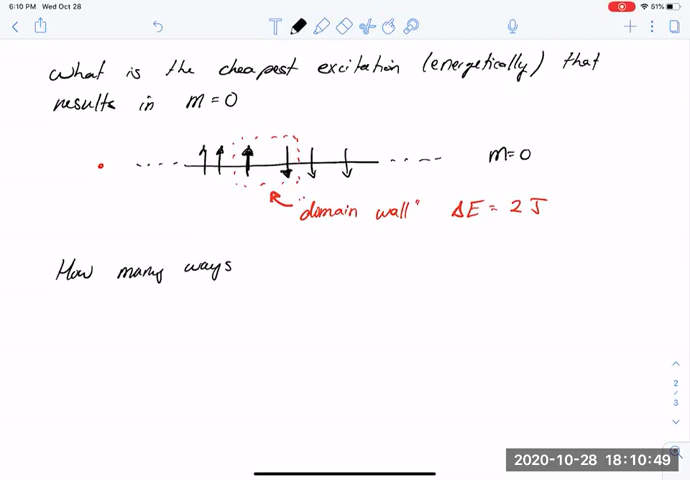 6:10 PM Wed Oct 28
51%
What is the cheapest excitation (energetically) that
results in m=0
m=0
"domain wall" ΔE = 2J
How many ways
2
3
2020-10-28 18:10:49